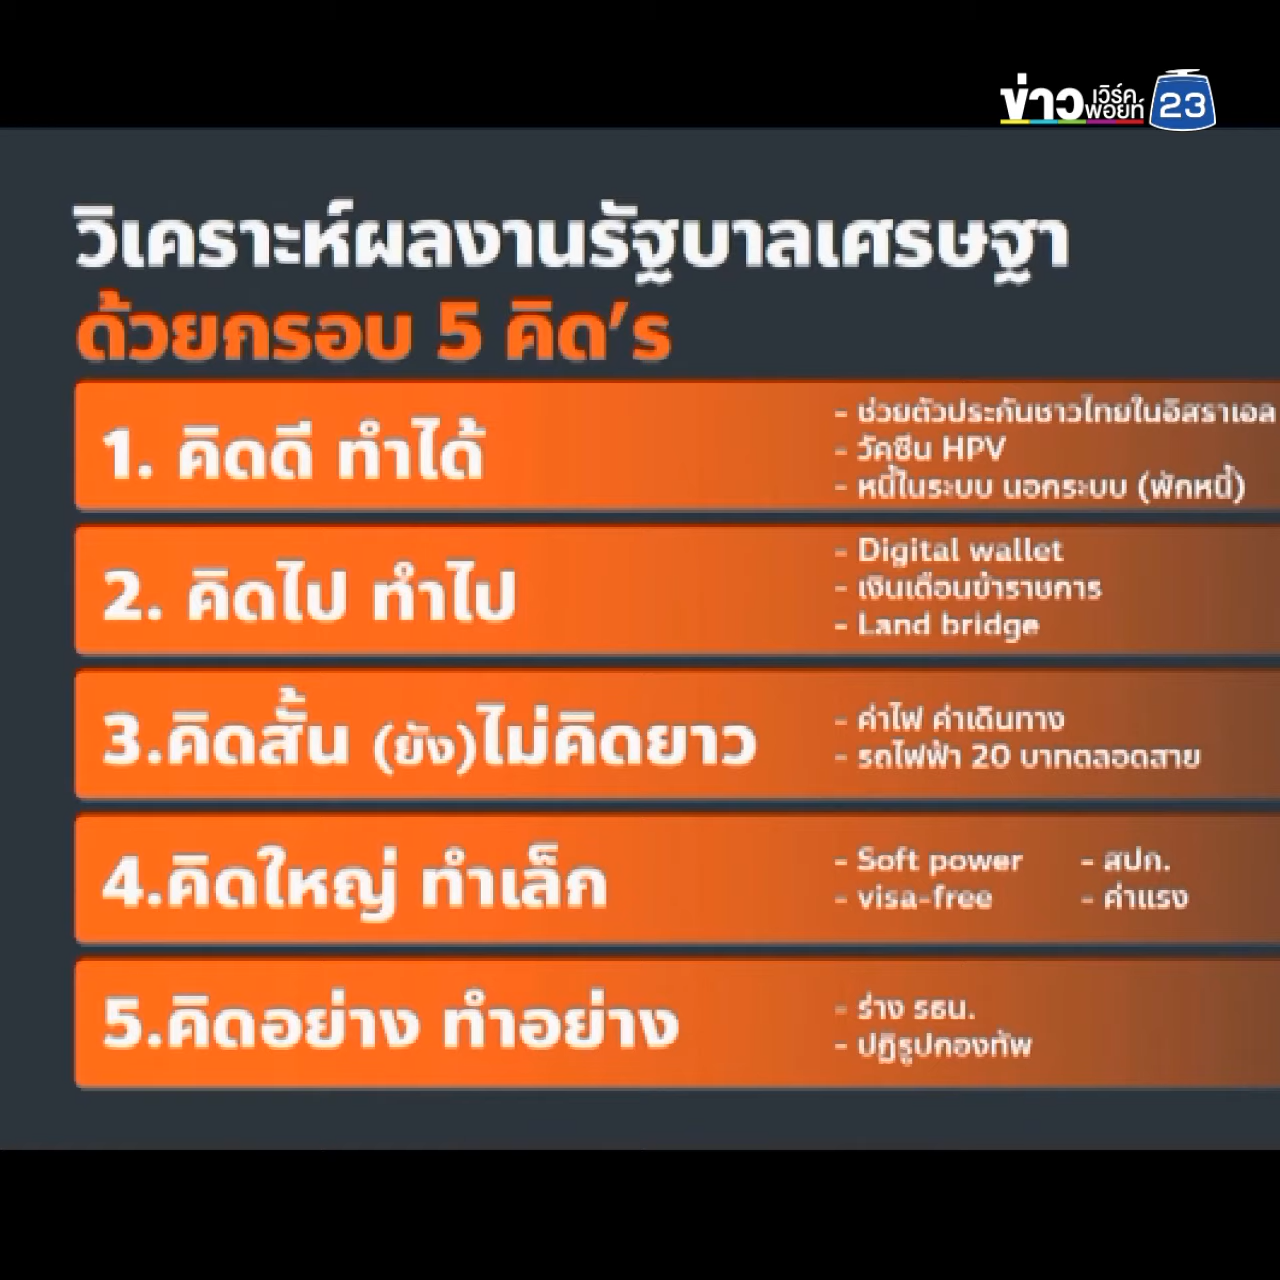 ข่าว เวิร์คพอยท์ 23
วิเคราะห์ผลงานรัฐบาลเศรษฐา
ด้วยกรอบ 5 คิด’s
1. คิดดี ทำได้
- ช่วยตัวประกันชาวไทยในอิสราเอล
- วัคซีน HPV
- หนี้ในระบบ นอกระบบ (พักหนี้)
2. คิดไป ทำไป
- Digital wallet
- เงินเดือนข้าราชการ
- Land bridge
3.คิดสั้น (ยัง)ไม่คิดยาว
- ค่าไฟ ค่าเดินทาง
- รถไฟฟ้า 20 บาทตลอดสาย
4.คิดใหญ่ ทำเล็ก
- Soft power - สปก.
- visa-free - ค่าแรง
5.คิดอย่าง ทำอย่าง
- ร่าง รธน.
- ปฏิรูปกองทัพ